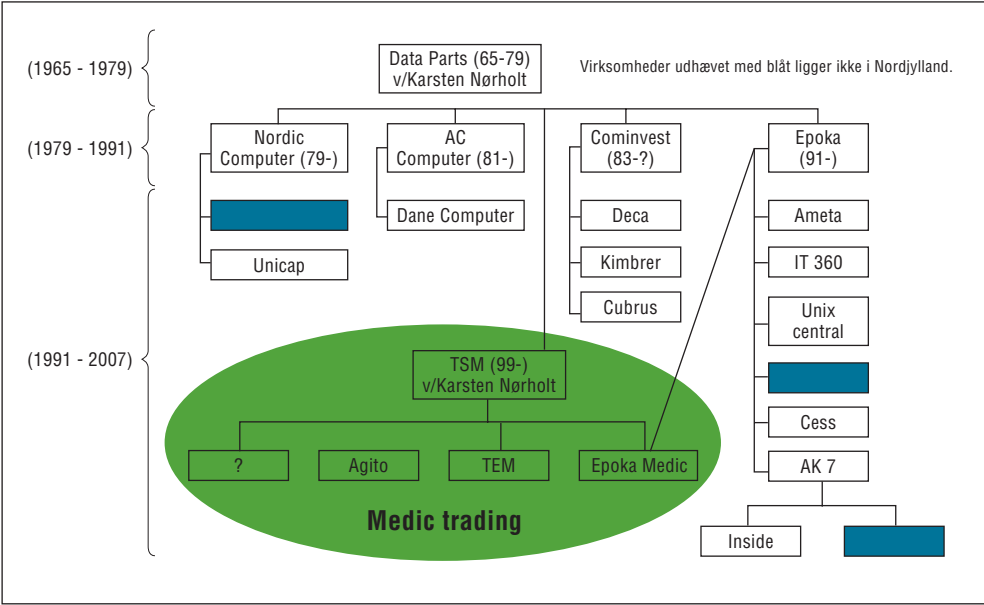 (1965 - 1979)
Data Parts (65-79)
v/Karsten Nørholt
Virksomheder udhævet med blåt ligger ikke i Nordjylland.
(1979 - 1991)
Nordic
Computer (79-)
AC
Computer (81-)
Cominvest
(83-?)
Epoka
(91-)
Dane Computer
Deca
Ameta
Unicap
Kimbrer
IT 360
Cubrus
Unix
central
(1991 - 2007)
TSM (99-)
v/Karsten Nørholt
Cess
?
Agito
TEM
Epoka Medic
AK 7
Medic trading
Inside